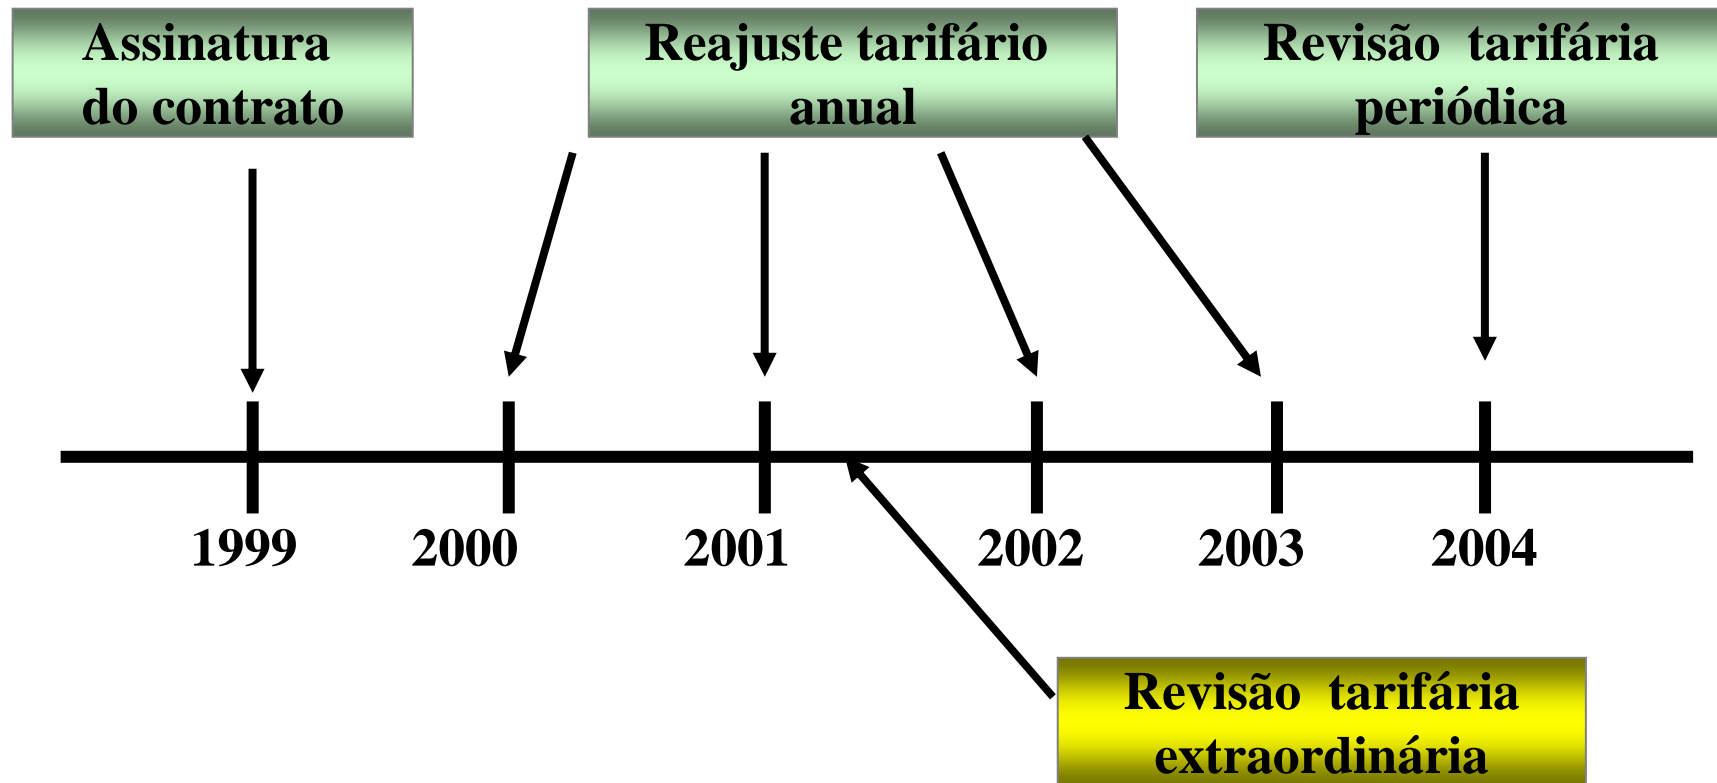 Assinatura
do contrato
Reajuste tarifário
anual
Revisão tarifária
periódica
1999 2000 2001 2002 2003 2004
Revisão tarifária
extraordinária